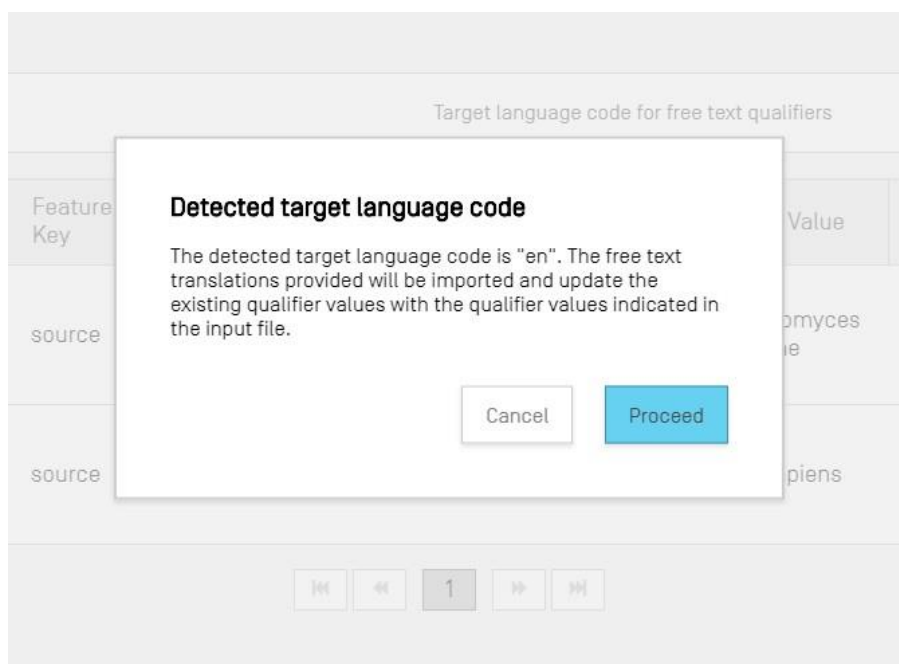 Target language code for free text qualifiers
Feature
Key
Value
Detected target language code
The detected target language code is "en". The free text
translations provided will be imported and update the
existing qualifier values with the qualifier values indicated in
the input file.
source
omyces
Cancel
Proceed
source
piens
1